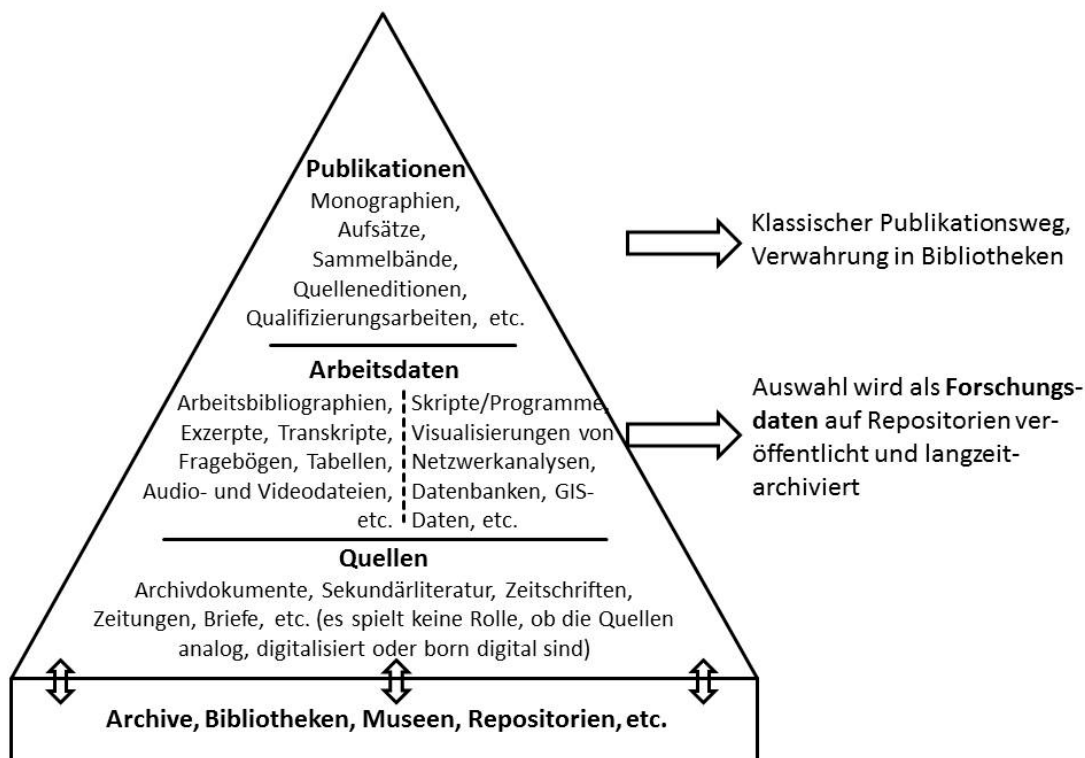 Publikationen
Monographien,
Aufsätze,
Sammelbände,
Quelleneditionen,
Qualifizierungsarbeiten, etc.
Klassischer Publikationsweg,
Verwahrung in Bibliotheken
Arbeitsdaten
Arbeitsbibliographien,
Exzerpte, Transkripte,
Fragebögen, Tabellen,
Audio- und Videodateien,
etc.
Skripte/Programme,
Visualisierungen von
Netzwerkanalysen,
Datenbanken, GIS-
Daten, etc.
Auswahl wird als Forschungs-
daten auf Repositorien ver-
öffentlicht und langzeit-
archiviert
Quellen
Archivdokumente, Sekundärliteratur, Zeitschriften,
Zeitungen, Briefe, etc. (es spielt keine Rolle, ob die Quellen
analog, digitalisiert oder born digital sind)
Archive, Bibliotheken, Museen, Repositorien, etc.